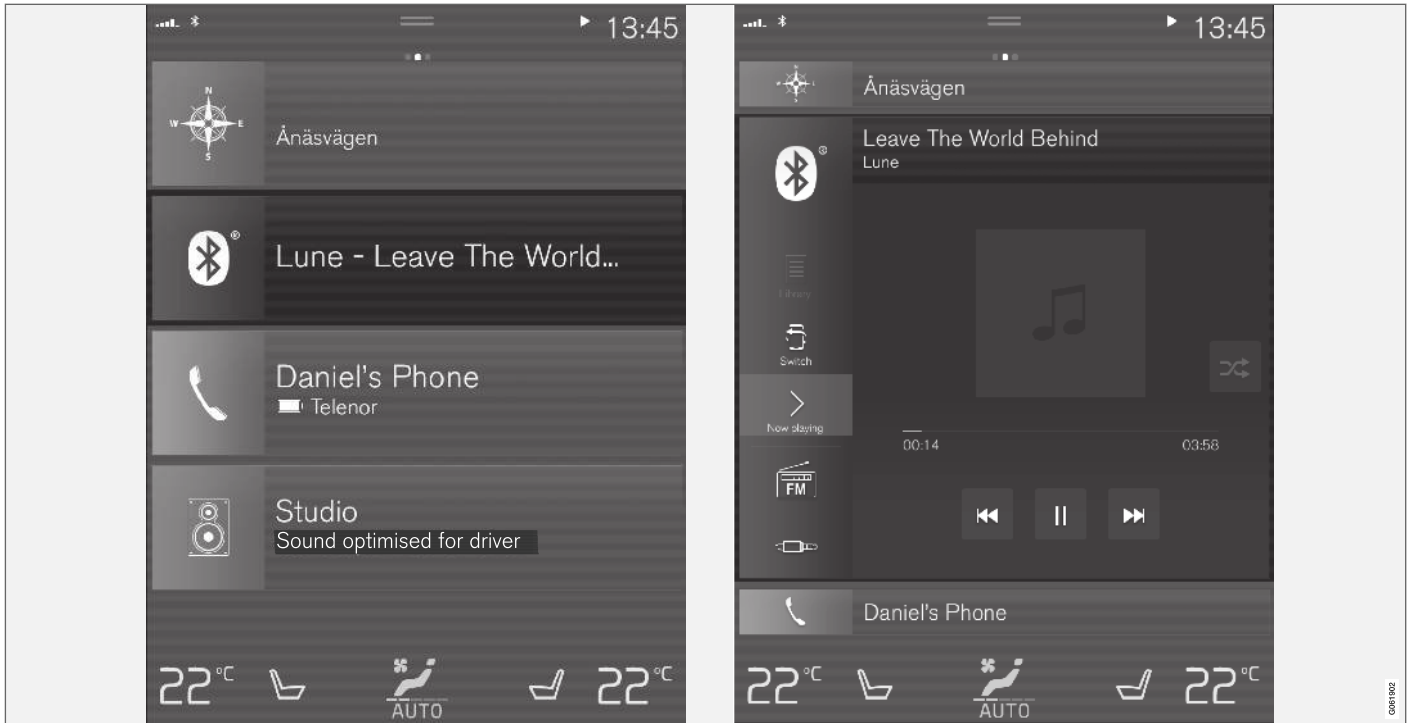 13:45
N
W
E
S
Ånäsvägen
®
Lune - Leave The World...
Daniel's Phone
Telenor
Studio
Sound optimised for driver
22°C
AUTO
22°C
13:45
Ånäsvägen
®
Leave The World Behind
Lune
Library
Switch
Now playing
00:14
03:58
FM
Daniel's Phone
22°C
AUTO
22°C
G061902